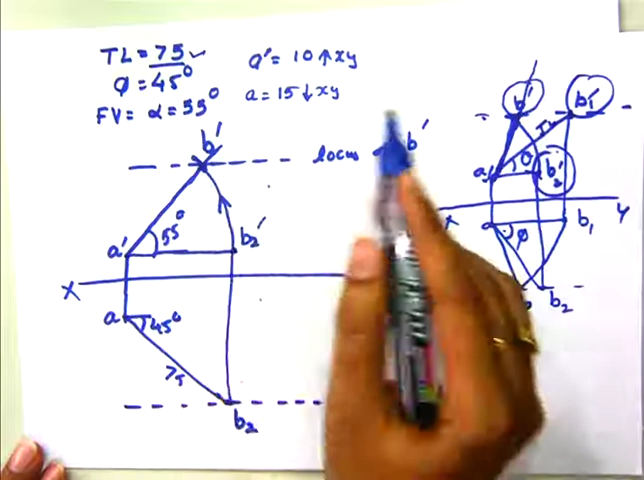 TL = 75
φ = 45°
FV = α = 55°
a' = 10 ↑ xy
a = 15 ↓ xy
b'
locus
b'
a'
55°
b2'
X
a
45°
75
b2
b'
b1'
TL
a'
θ
b2'
X
Y
a
φ
b1
b
b2